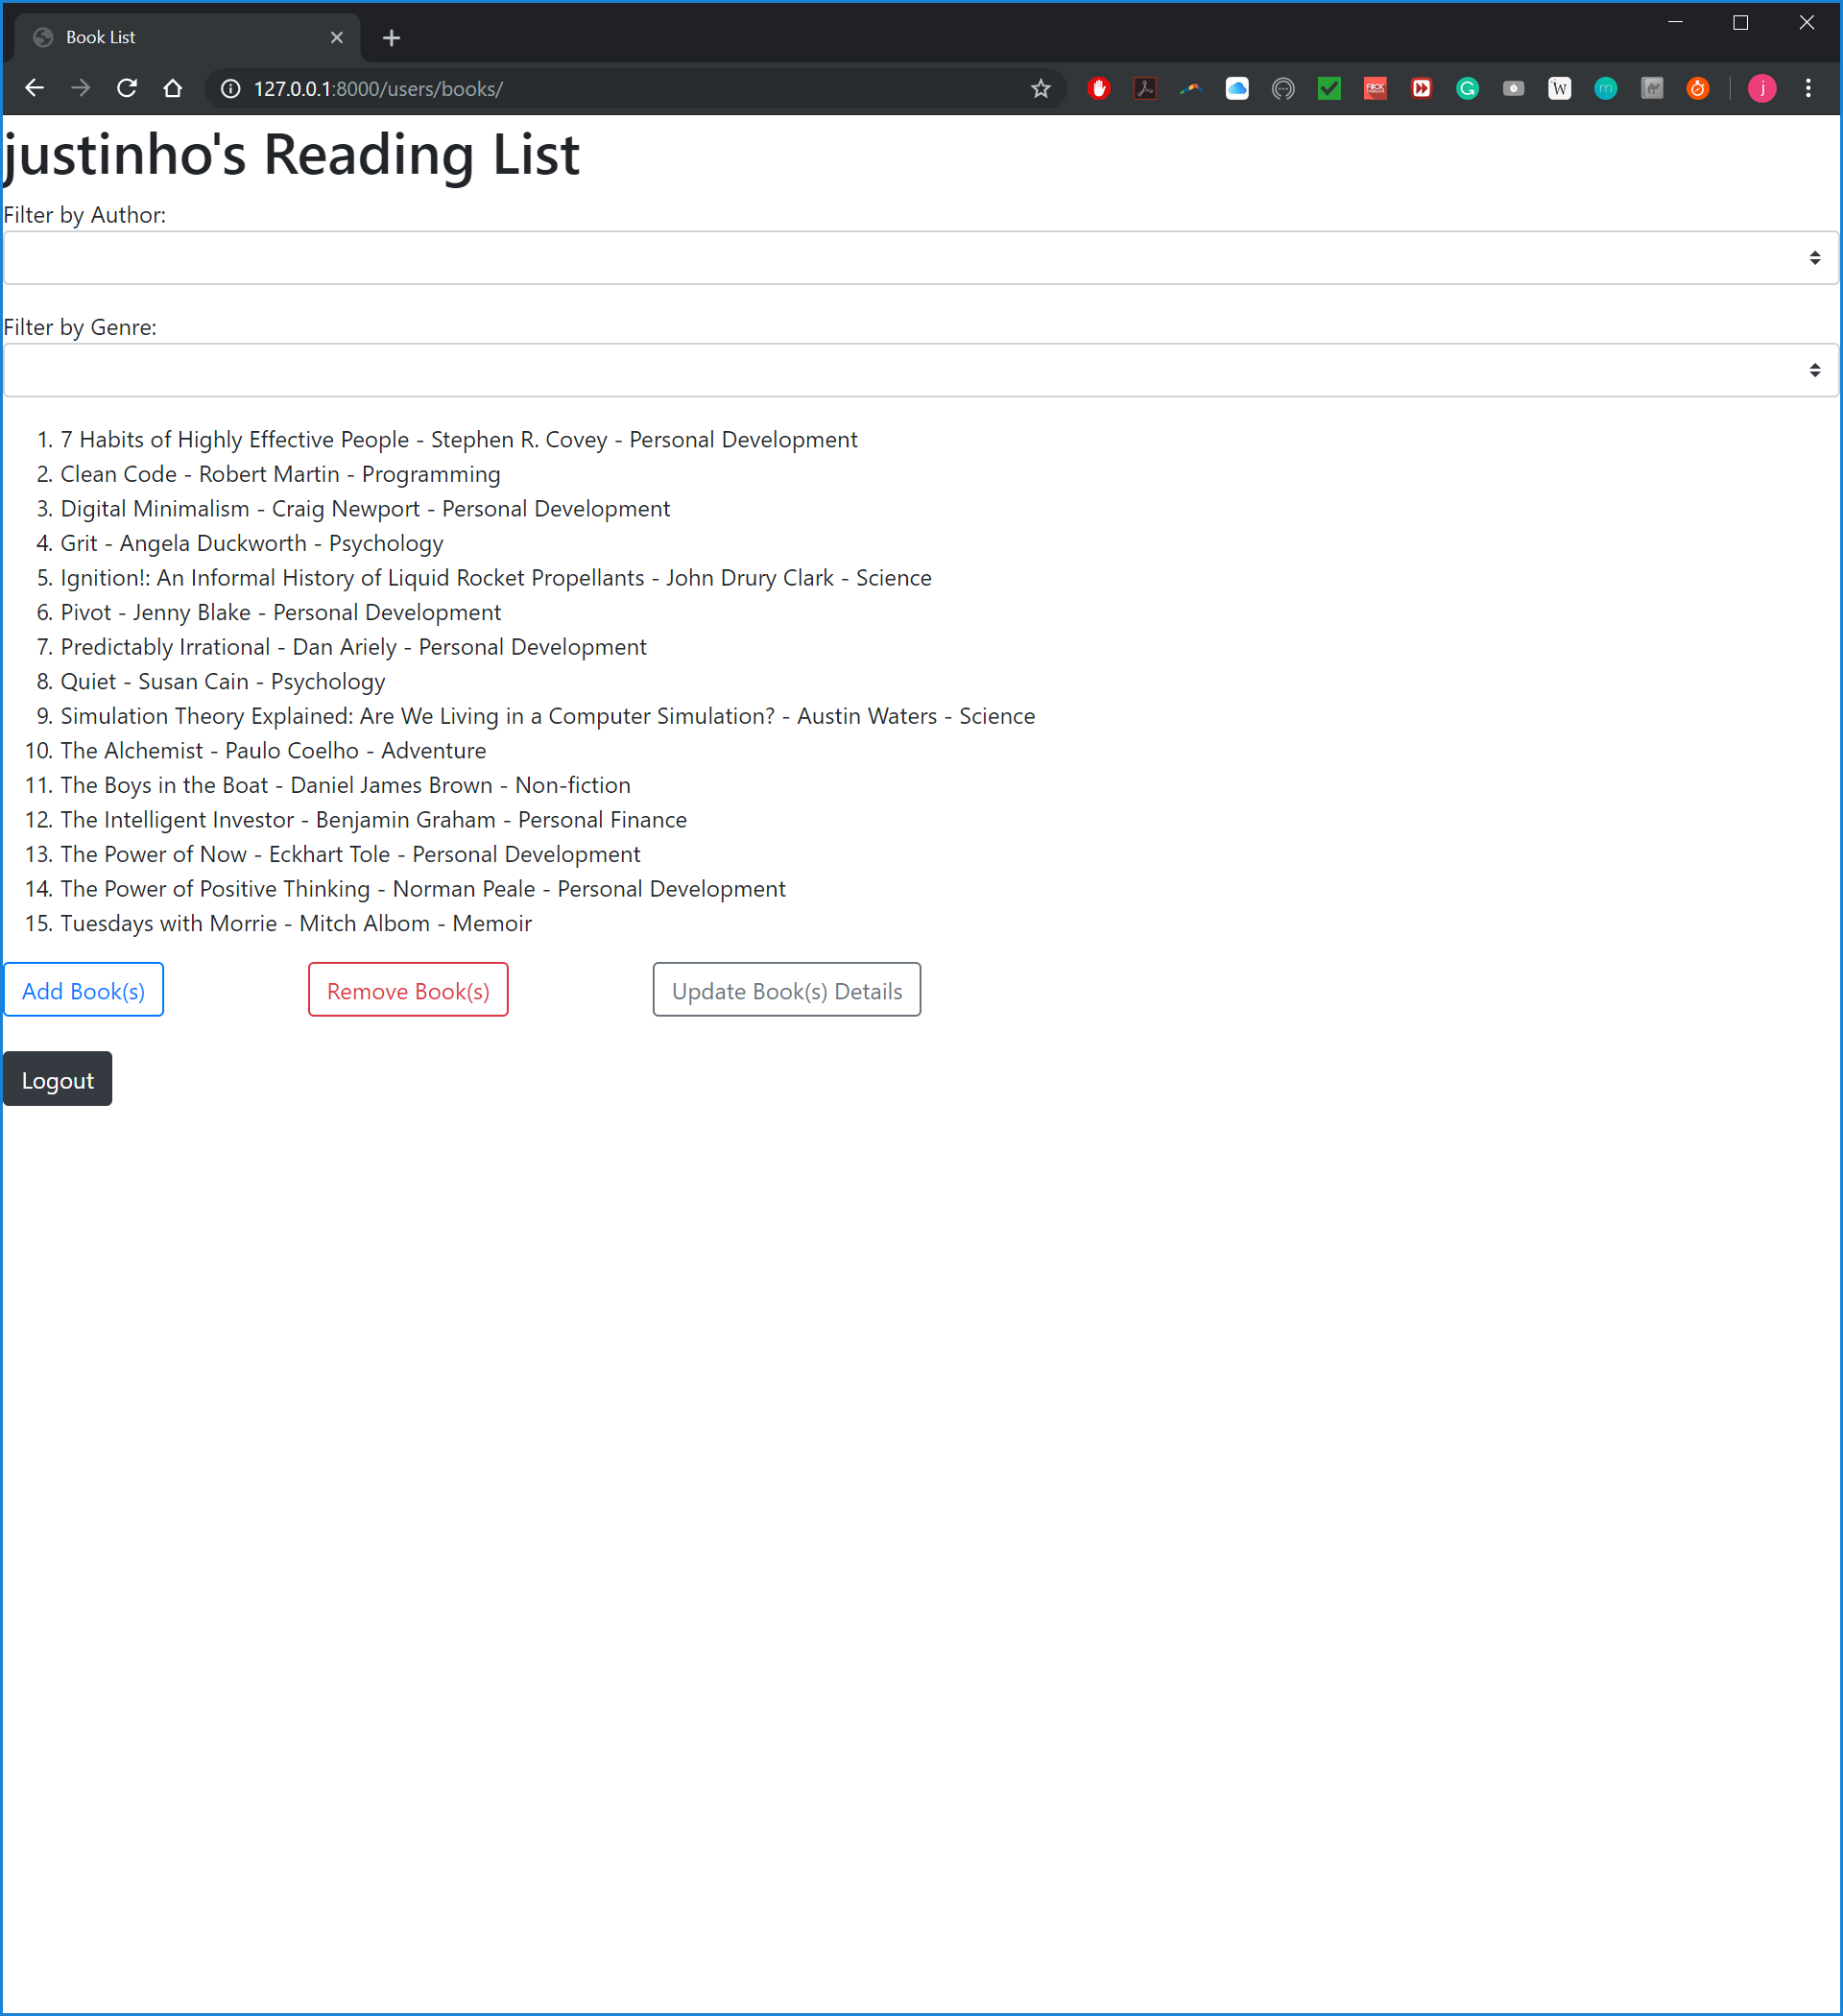 Book List
127.0.0.1:8000/users/books/
justinho's Reading List
Filter by Author:
Filter by Genre:
1. 7 Habits of Highly Effective People - Stephen R. Covey - Personal Development
2. Clean Code - Robert Martin - Programming
3. Digital Minimalism - Craig Newport - Personal Development
4. Grit - Angela Duckworth - Psychology
5. Ignition!: An Informal History of Liquid Rocket Propellants - John Drury Clark - Science
6. Pivot - Jenny Blake - Personal Development
7. Predictably Irrational - Dan Ariely - Personal Development
8. Quiet - Susan Cain - Psychology
9. Simulation Theory Explained: Are We Living in a Computer Simulation? - Austin Waters - Science
10. The Alchemist - Paulo Coelho - Adventure
11. The Boys in the Boat - Daniel James Brown - Non-fiction
12. The Intelligent Investor - Benjamin Graham - Personal Finance
13. The Power of Now - Eckhart Tole - Personal Development
14. The Power of Positive Thinking - Norman Peale - Personal Development
15. Tuesdays with Morrie - Mitch Albom - Memoir
Add Book(s) Remove Book(s) Update Book(s) Details
Logout